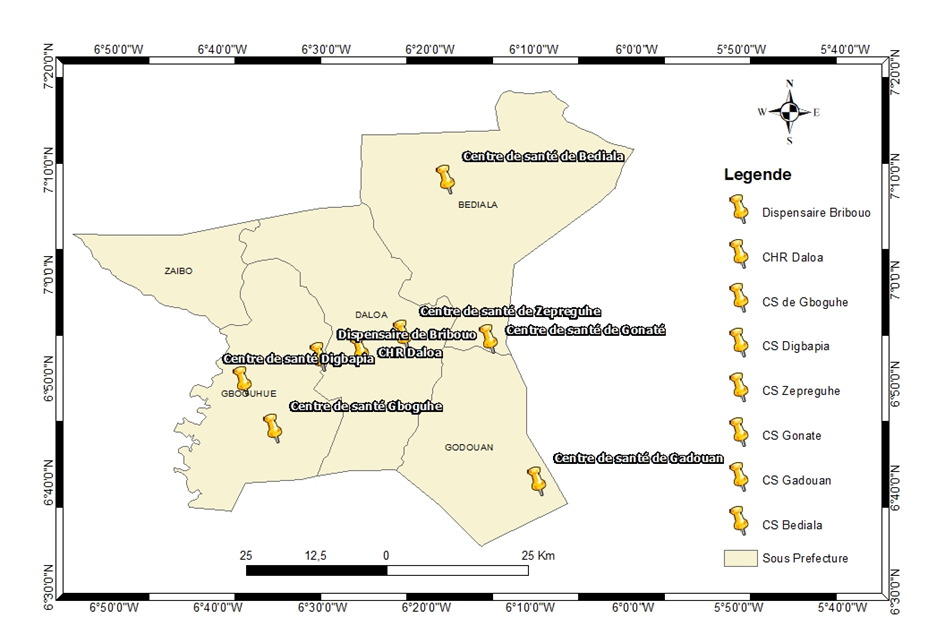 6°50'0"W 6°40'0"W 6°30'0"W 6°20'0"W 6°10'0"W 6°0'0"W 5°50'0"W 5°40'0"W
7°20'0"N
7°20'0"N
N
W E
S
Centre de santé de Bediala
7°10'0"N
7°10'0"N
Legende
BEDIALA
Dispensaire Bribouo
CHR Daloa
ZAIBO
7°0'0"N
7°0'0"N
CS de Gboguhe
DALOA
Centre de santé de Zepreguhe
Centre de santé de Gonaté
Dispensaire de Bribouo
CS Digbapia
CHR Daloa
Centre de santé Digbapia
6°50'0"N
6°50'0"N
GBOGUHUE
CS Zepreguhe
Centre de santé Gboguhe
CS Gonate
GODOUAN
Centre de santé de Gadouan
6°40'0"N
6°40'0"N
CS Gadouan
CS Bediala
25 12,5 0 25 Km
Sous Prefecture
6°30'0"N
6°30'0"N
6°50'0"W 6°40'0"W 6°30'0"W 6°20'0"W 6°10'0"W 6°0'0"W 5°50'0"W 5°40'0"W